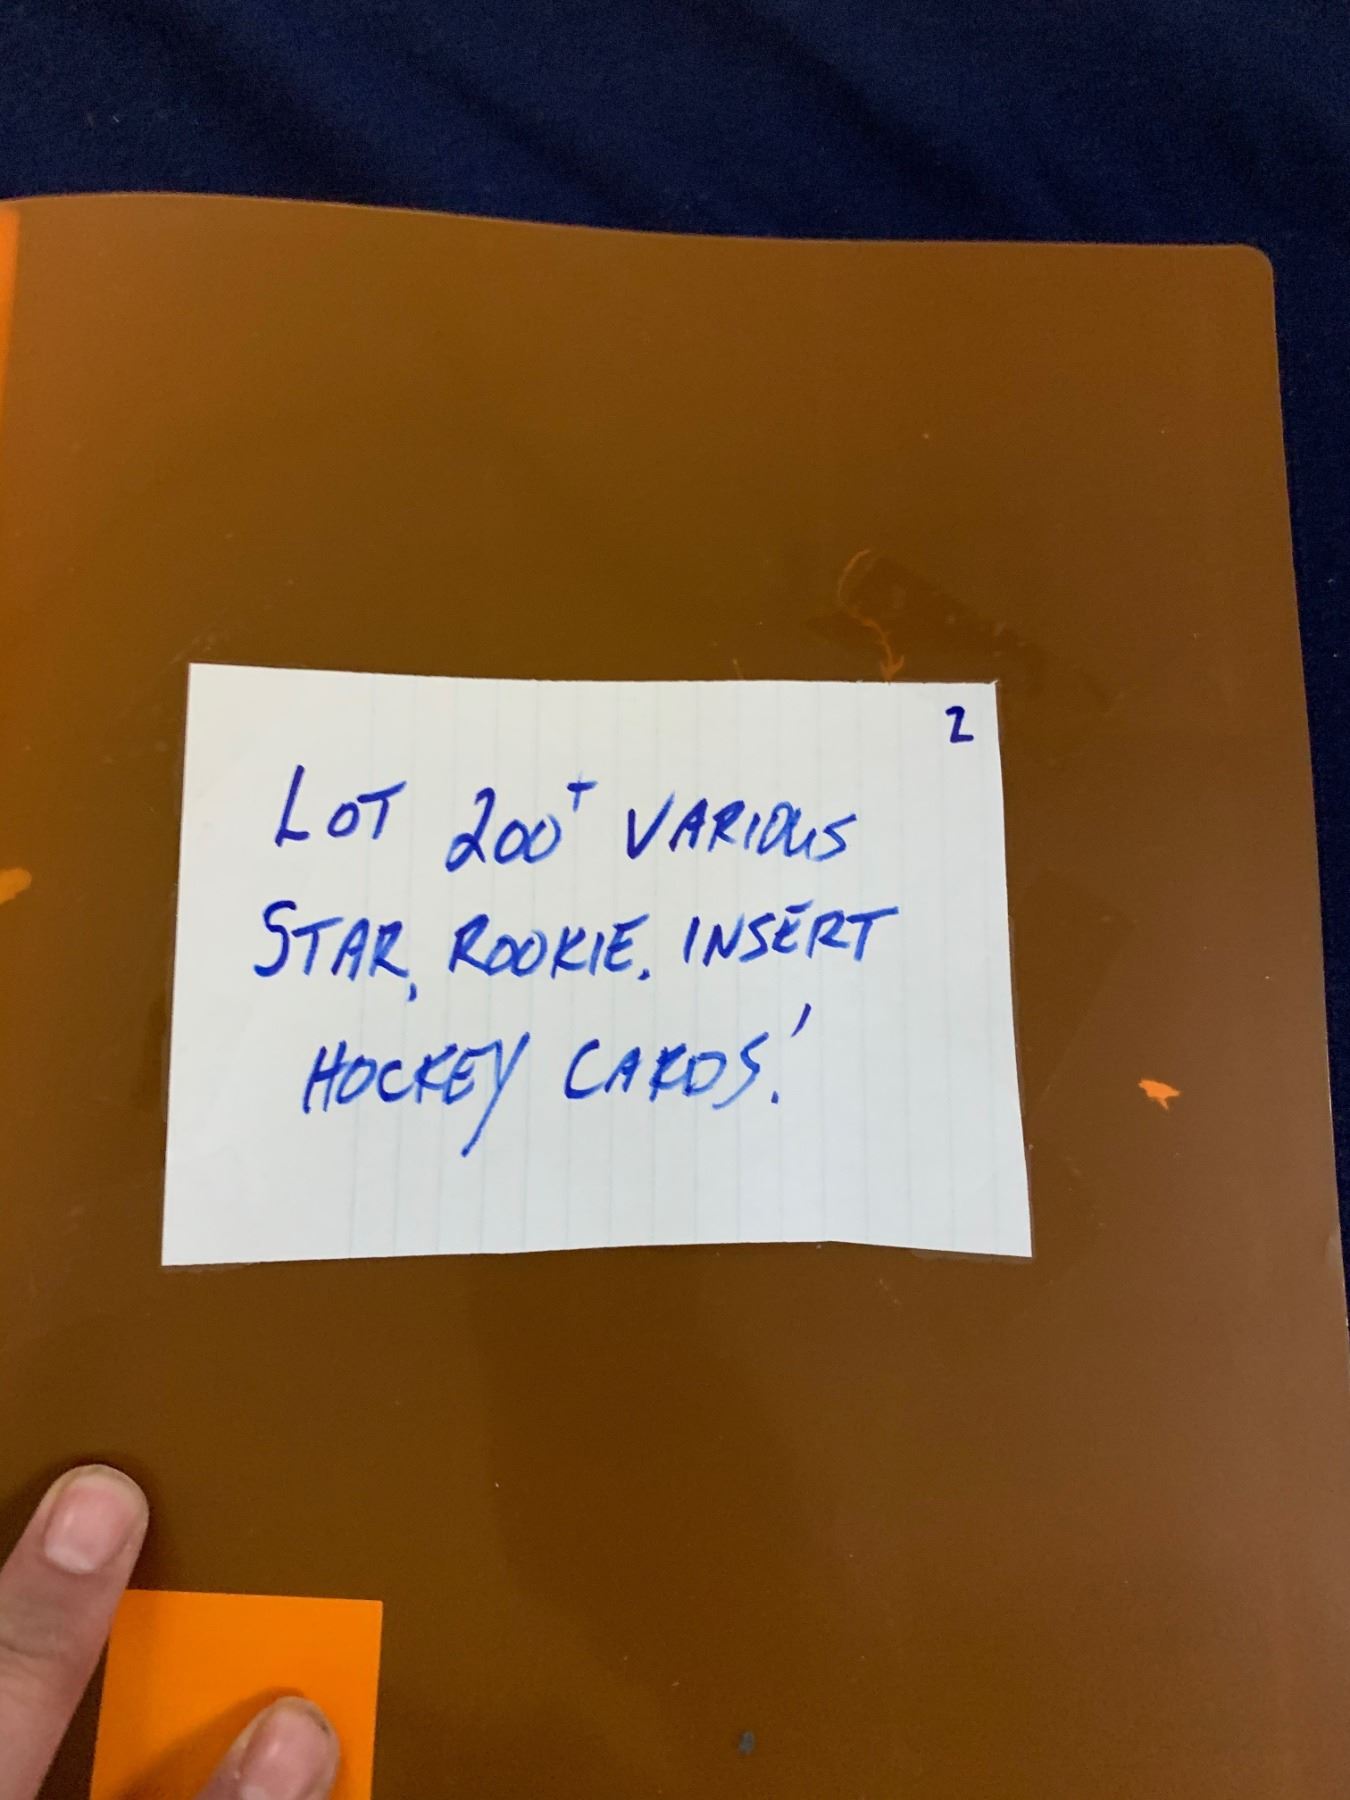 2
LOT 200+ VARIOUS
STAR, ROOKIE, INSERT
HOCKEY CARDS!